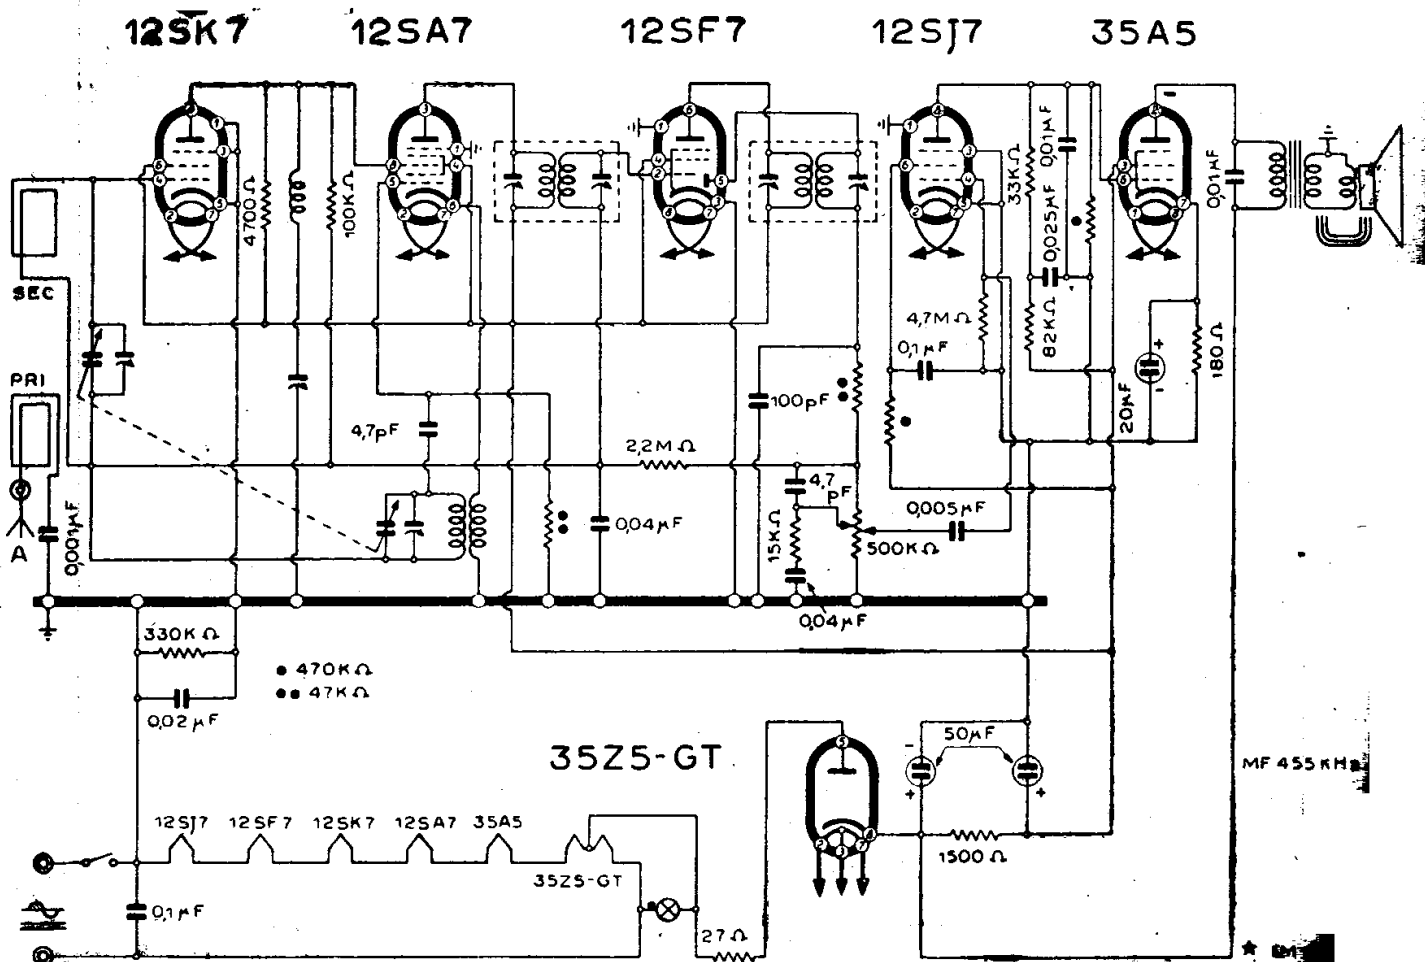 12SK7 12SA7 12SF7 12SJ7 35A5
SEC
PRI
A
0,001µF
4700Ω
100KΩ
4,7pF
0,04µF
2,2MΩ
100pF
4,7 pF
15KΩ
500KΩ
0,04µF
0,005µF
4,7MΩ
0,1µF
33KΩ
0,01µF
0,025µF
82KΩ
20µF
180Ω
0,01µF
330KΩ
0,02µF
● 470KΩ
●● 47KΩ
35Z5-GT
50µF
1500Ω
MF 455KHz
12SJ7 12SF7 12SK7 12SA7 35A5
35Z5-GT
0,1µF
27Ω